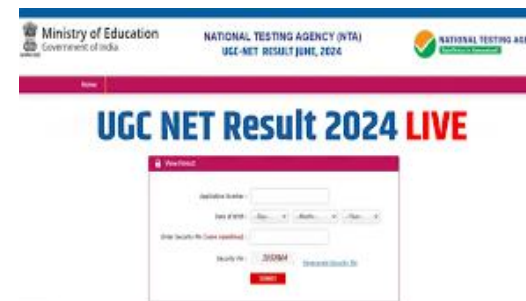 Ministry of Education
Government of India
NATIONAL TESTING AGENCY (NTA)
UGC-NET RESULT JUNE, 2024
NATIONAL TESTING AGE
Home
UGC NET Result 2024 LIVE
View Result
Application Number :
Date of Birth :
--Day--
--Month--
--Year--
Enter Security Pin (case sensitive) :
Security Pin :
Regenerate Security Pin
SUBMIT